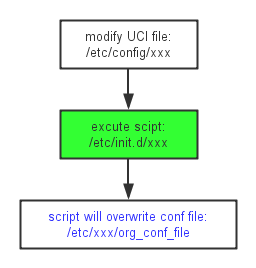 modify UCI file:
/etc/config/xxx
excute scipt:
/etc/init.d/xxx
script will overwrite conf file:
/etc/xxx/org_conf_file